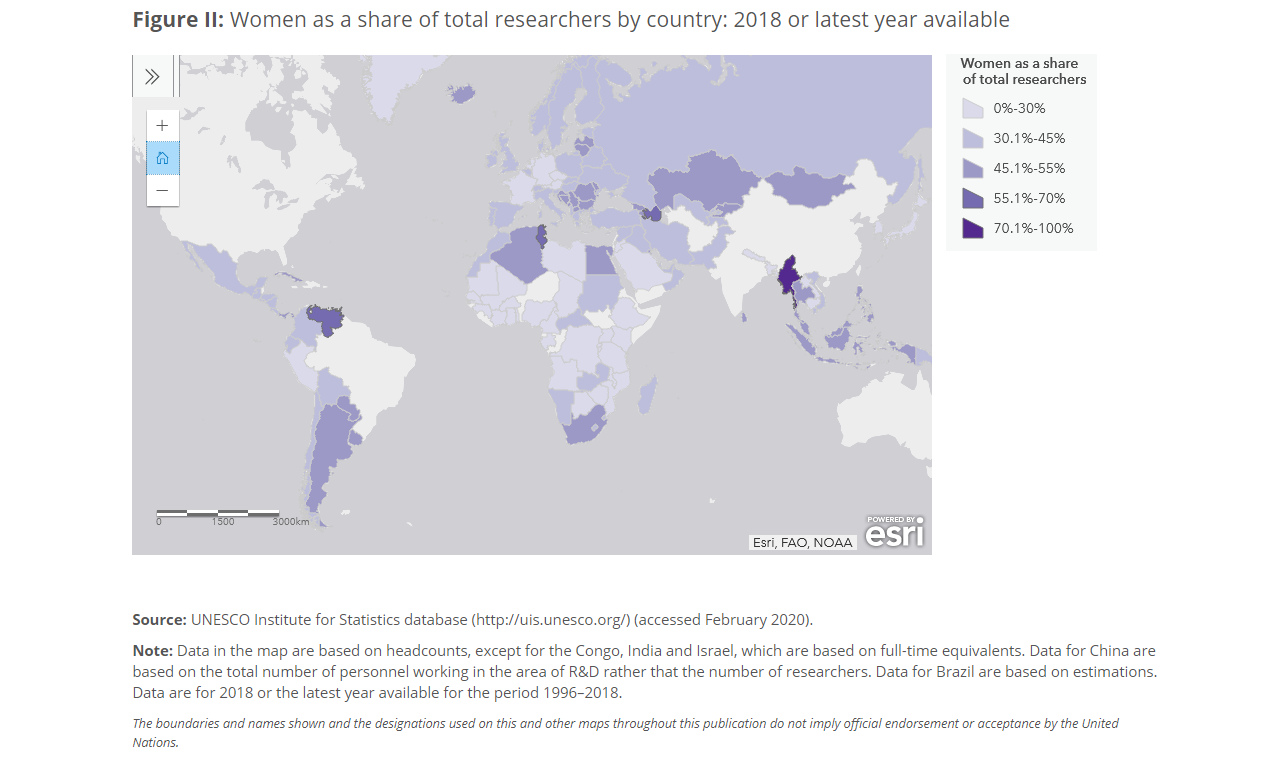 Figure II: Women as a share of total researchers by country: 2018 or latest year available
Women as a share
of total researchers
0%-30%
30.1%-45%
45.1%-55%
55.1%-70%
70.1%-100%
0 1500 3000km
Esri, FAO, NOAA
POWERED BY
esri
Source: UNESCO Institute for Statistics database (http://uis.unesco.org/) (accessed February 2020).
Note: Data in the map are based on headcounts, except for the Congo, India and Israel, which are based on full-time equivalents. Data for China are
based on the total number of personnel working in the area of R&D rather that the number of researchers. Data for Brazil are based on estimations.
Data are for 2018 or the latest year available for the period 1996–2018.
The boundaries and names shown and the designations used on this and other maps throughout this publication do not imply official endorsement or acceptance by the United
Nations.